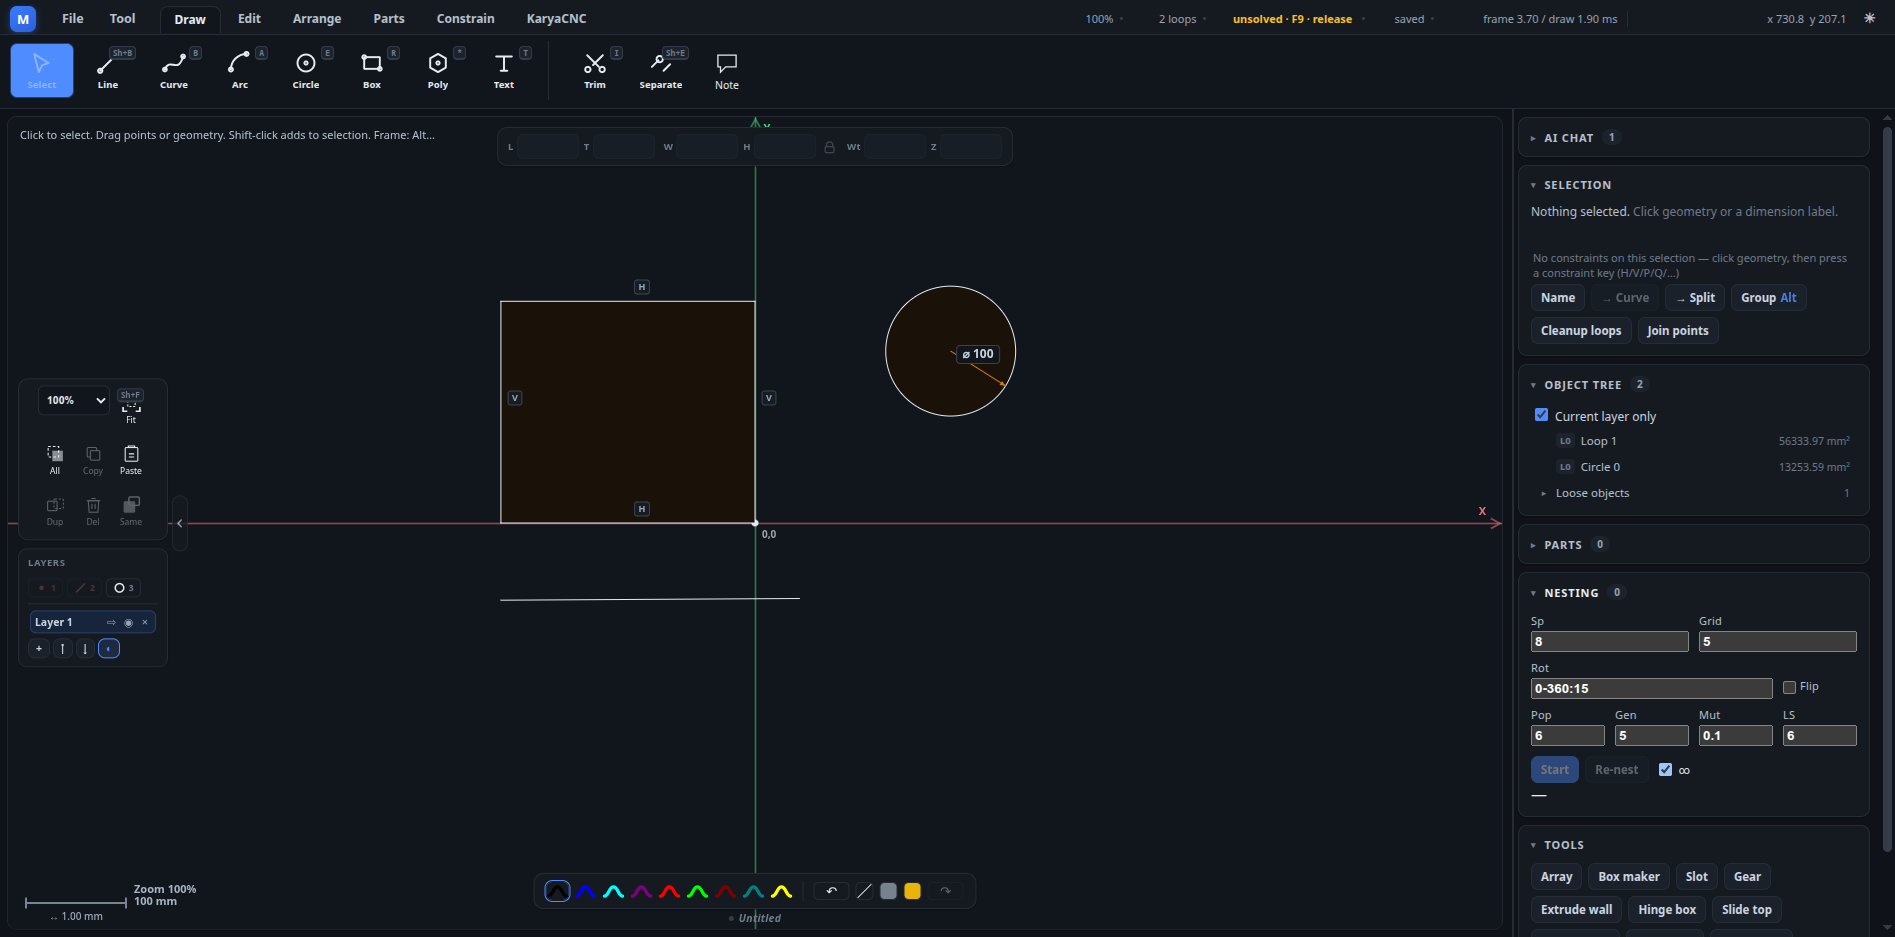 M File Tool Draw Edit Arrange Parts Constrain KaryaCNC 100% 2 loops unsolved · F9 · release saved frame 3.70 / draw 1.90 ms x 730.8 y 207.1
Sh+B B A E R * T I Sh+E
Select Line Curve Arc Circle Box Poly Text Trim Separate Note
Click to select. Drag points or geometry. Shift-click adds to selection. Frame: Alt...
Y
L T W H Wt Z
H
V
V
H
⌀ 100
X
0,0
100%
Sh+F
Fit
All Copy Paste
Dup Del Same
LAYERS
1 2 3
Layer 1 ⇨ ◉ ×
+
Zoom 100%
100 mm
↔ 1.00 mm
Untitled
AI CHAT 1
SELECTION
Nothing selected. Click geometry or a dimension label.
No constraints on this selection — click geometry, then press
a constraint key (H/V/P/Q/...)
Name → Curve → Split Group Alt
Cleanup loops Join points
OBJECT TREE 2
Current layer only
L0 Loop 1 56333.97 mm²
L0 Circle 0 13253.59 mm²
Loose objects 1
PARTS 0
NESTING 0
Sp Grid
8 5
Rot
0-360:15 Flip
Pop Gen Mut LS
6 5 0.1 6
Start Re-nest ∞
—
TOOLS
Array Box maker Slot Gear
Extrude wall Hinge box Slide top